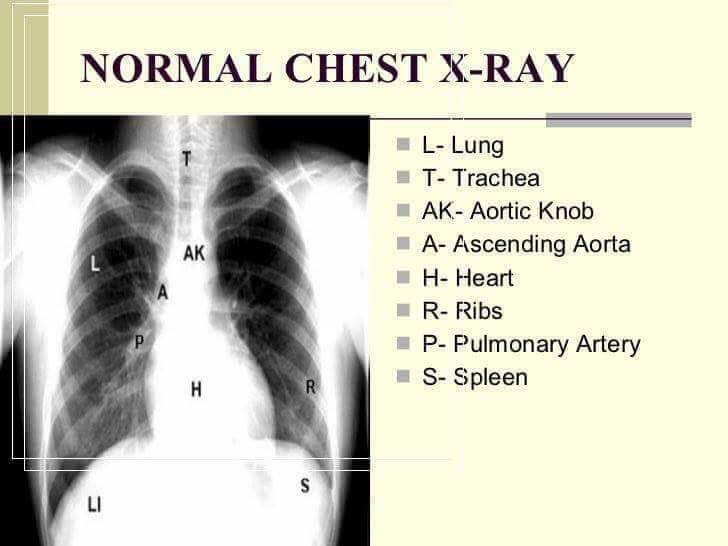 NORMAL CHEST X-RAY
T
L
AK
A
P
H
R
S
LI
L- Lung
T- Trachea
AK- Aortic Knob
A- Ascending Aorta
H- Heart
R- Ribs
P- Pulmonary Artery
S- Spleen